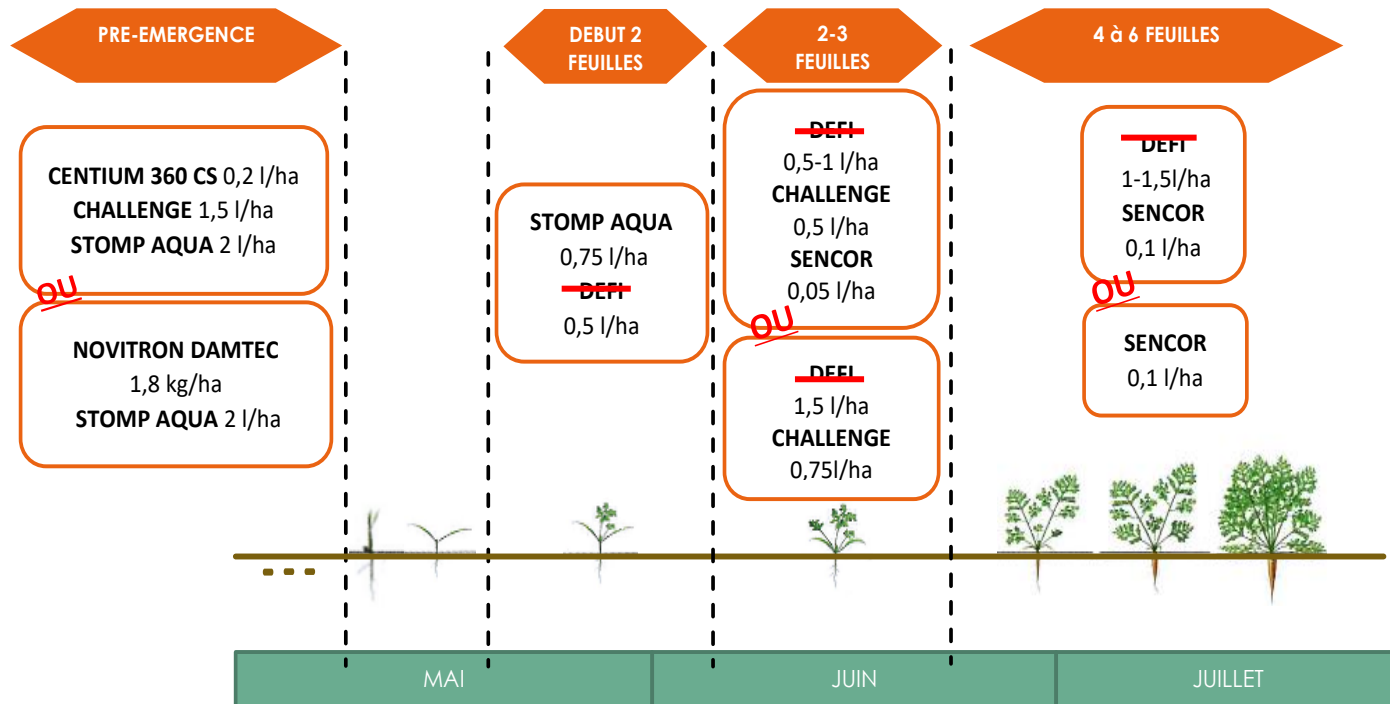 PRE-EMERGENCE
CENTIUM 360 CS 0,2 l/ha
CHALLENGE 1,5 l/ha
STOMP AQUA 2 l/ha
OU
NOVITRON DAMTEC
1,8 kg/ha
STOMP AQUA 2 l/ha
DEBUT 2
FEUILLES
STOMP AQUA
0,75 l/ha
DEFI
0,5 l/ha
2-3
FEUILLES
DEFI
0,5-1 l/ha
CHALLENGE
0,5 l/ha
SENCOR
0,05 l/ha
OU
DEFI
1,5 l/ha
CHALLENGE
0,75l/ha
4 à 6 FEUILLES
DEFI
1-1,5l/ha
SENCOR
0,1 l/ha
OU
SENCOR
0,1 l/ha
MAI
JUIN
JUILLET